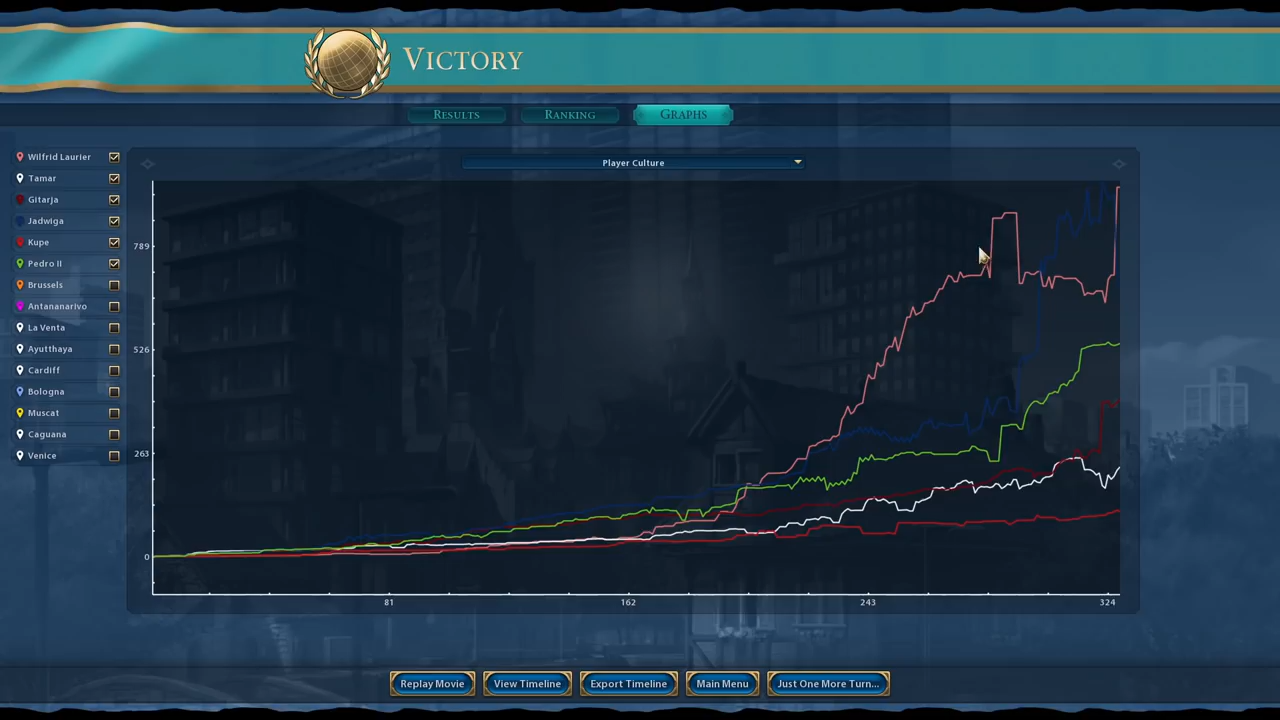 VICTORY
RESULTS
RANKING
GRAPHS
Wilfrid Laurier
Tamar
Gitarja
Jadwiga
Kupe
Pedro II
Brussels
Antananarivo
La Venta
Ayutthaya
Cardiff
Bologna
Muscat
Caguana
Venice
Player Culture
789
526
263
0
81
162
243
324
Replay Movie
View Timeline
Export Timeline
Main Menu
Just One More Turn...